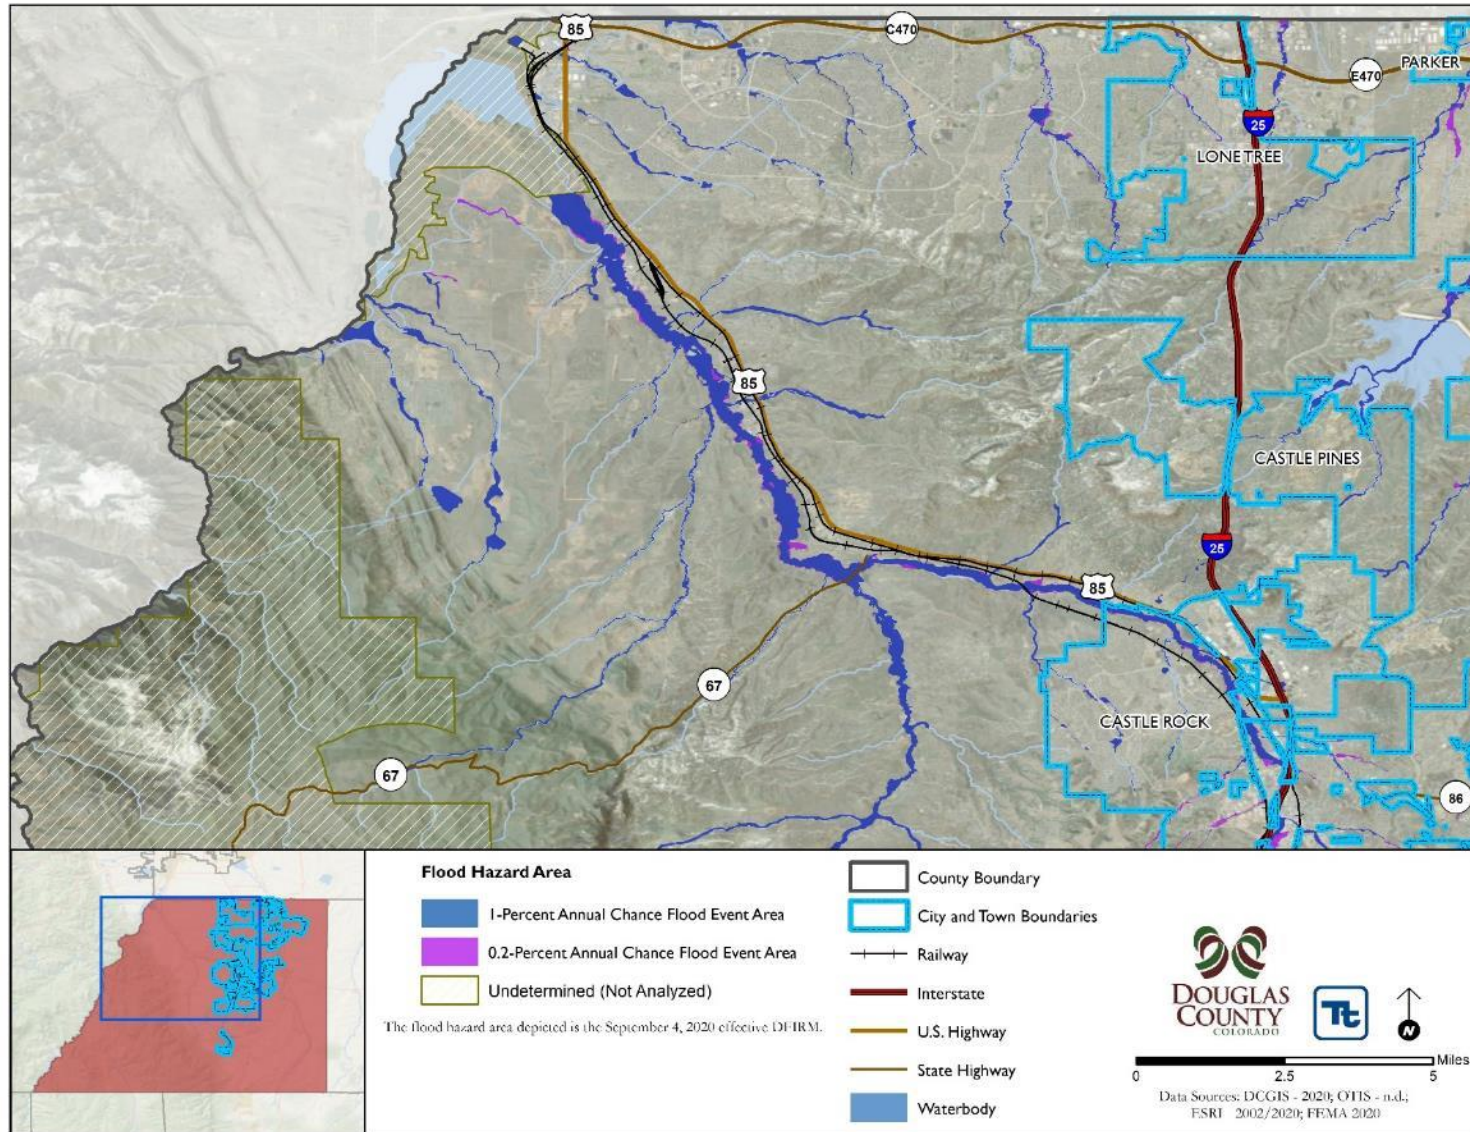 85
C470
E470
PARKER
25
LONE TREE
85
CASTLE PINES
25
85
67
CASTLE ROCK
67
86
Flood Hazard Area
1-Percent Annual Chance Flood Event Area
0.2-Percent Annual Chance Flood Event Area
Undetermined (Not Analyzed)
The flood hazard area depicted is the September 4, 2020 effective DFIRM.
County Boundary
City and Town Boundaries
Railway
Interstate
U.S. Highway
State Highway
Waterbody
DOUGLAS
COUNTY
COLORADO
Tt
N
Miles
0 2.5 5
Data Sources: DCGIS - 2020; OTIS - n.d.;
ESRI 2002/2020; FEMA 2020